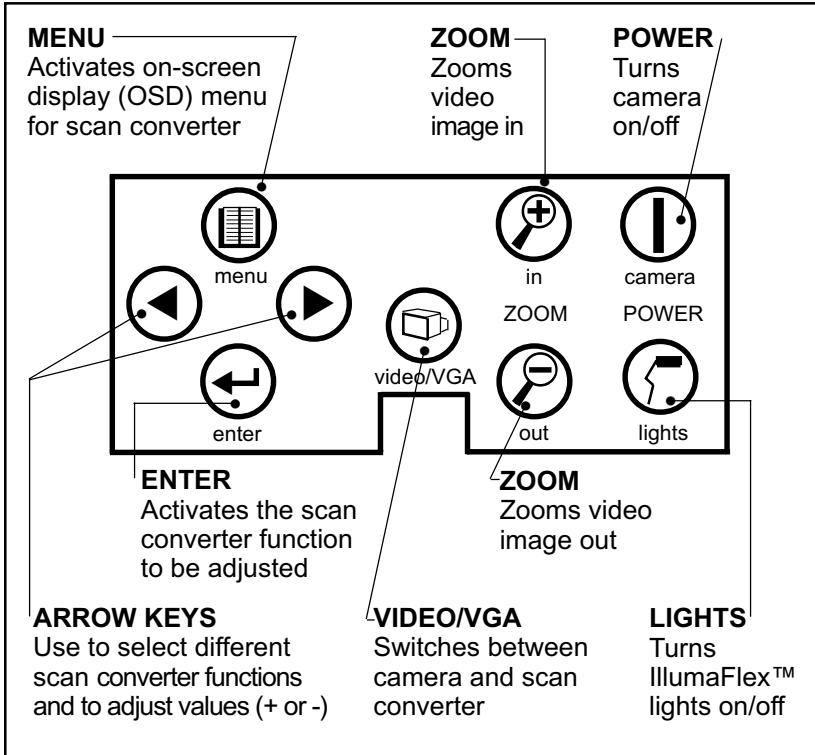 MENU
Activates on-screen
display (OSD) menu
for scan converter
ZOOM
Zooms
video
image in
POWER
Turns
camera
on/off
menu
in
camera
ZOOM
POWER
video/VGA
enter
out
lights
ENTER
Activates the scan
converter function
to be adjusted
ZOOM
Zooms video
image out
ARROW KEYS
Use to select different
scan converter functions
and to adjust values (+ or -)
VIDEO/VGA
Switches between
camera and scan
converter
LIGHTS
Turns
IllumaFlex™
lights on/off